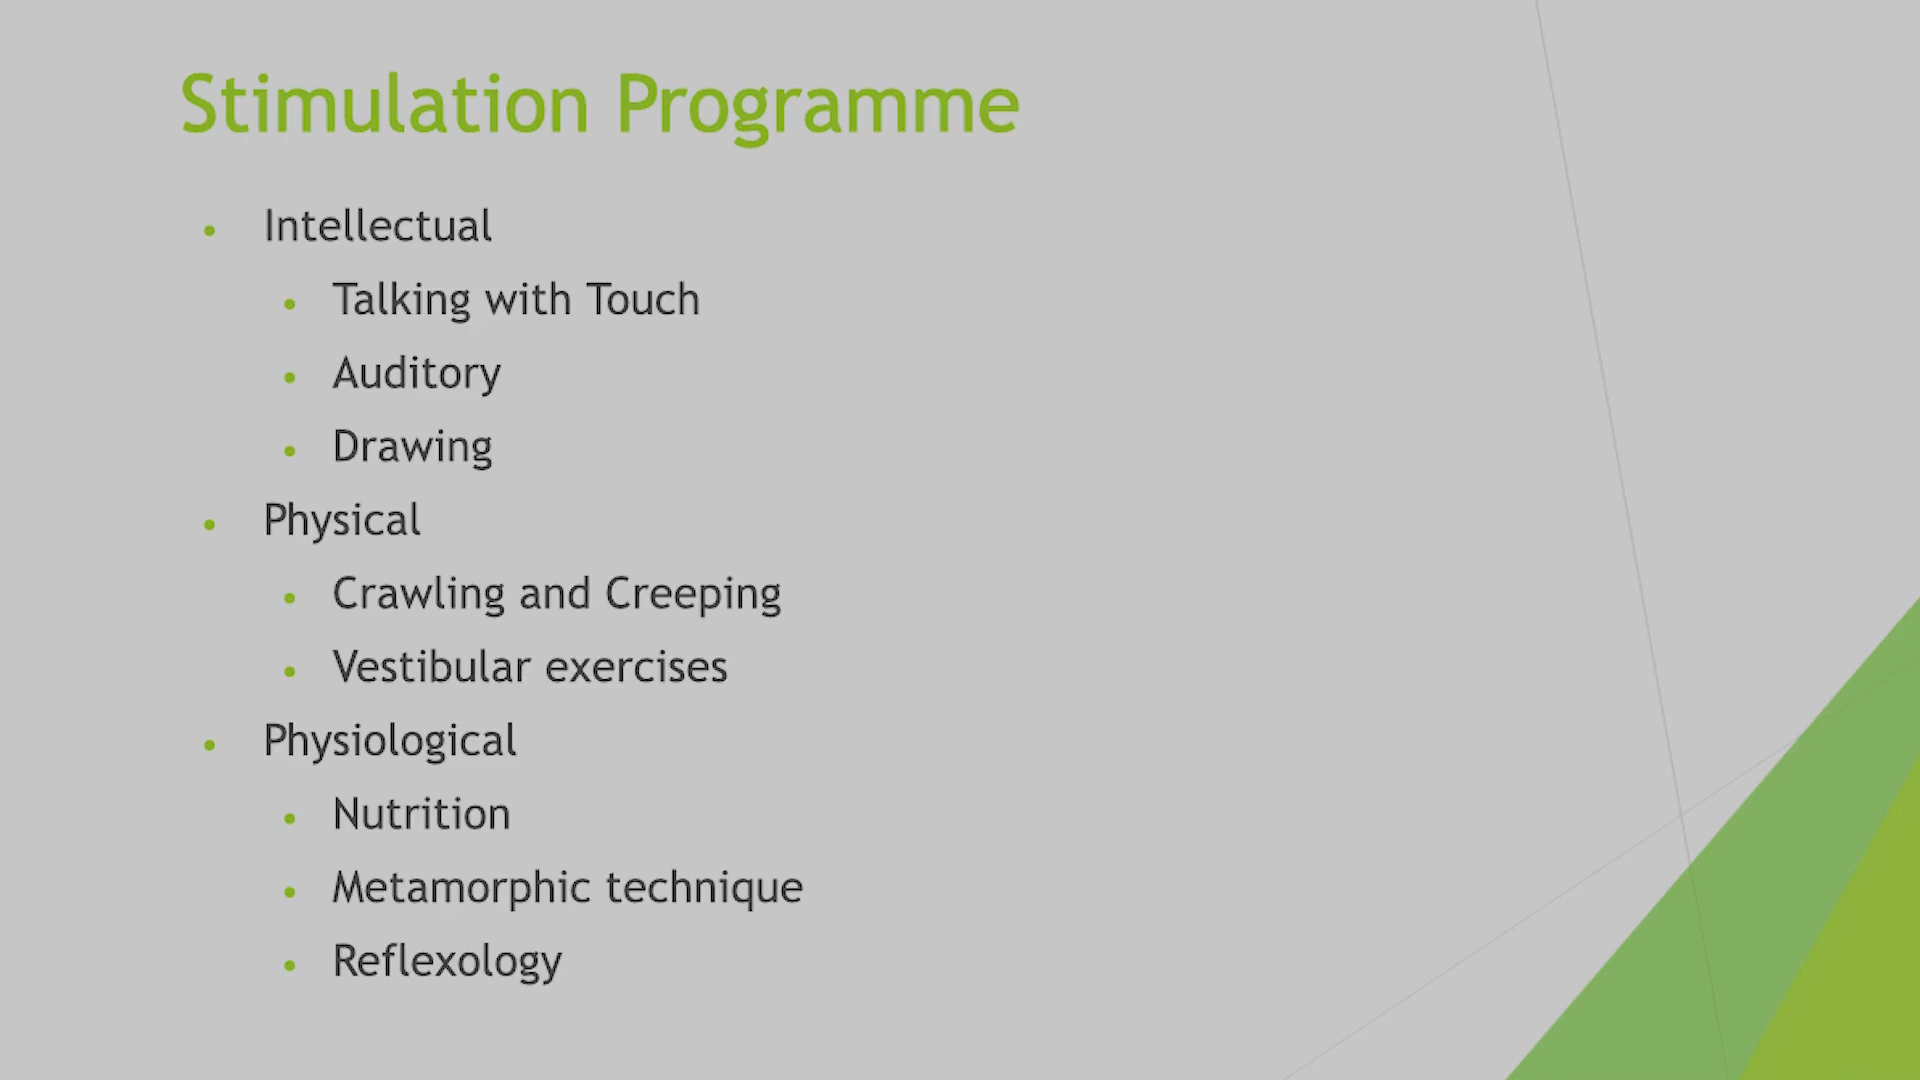 Stimulation Programme
• Intellectual
• Talking with Touch
• Auditory
• Drawing
• Physical
• Crawling and Creeping
• Vestibular exercises
• Physiological
• Nutrition
• Metamorphic technique
• Reflexology